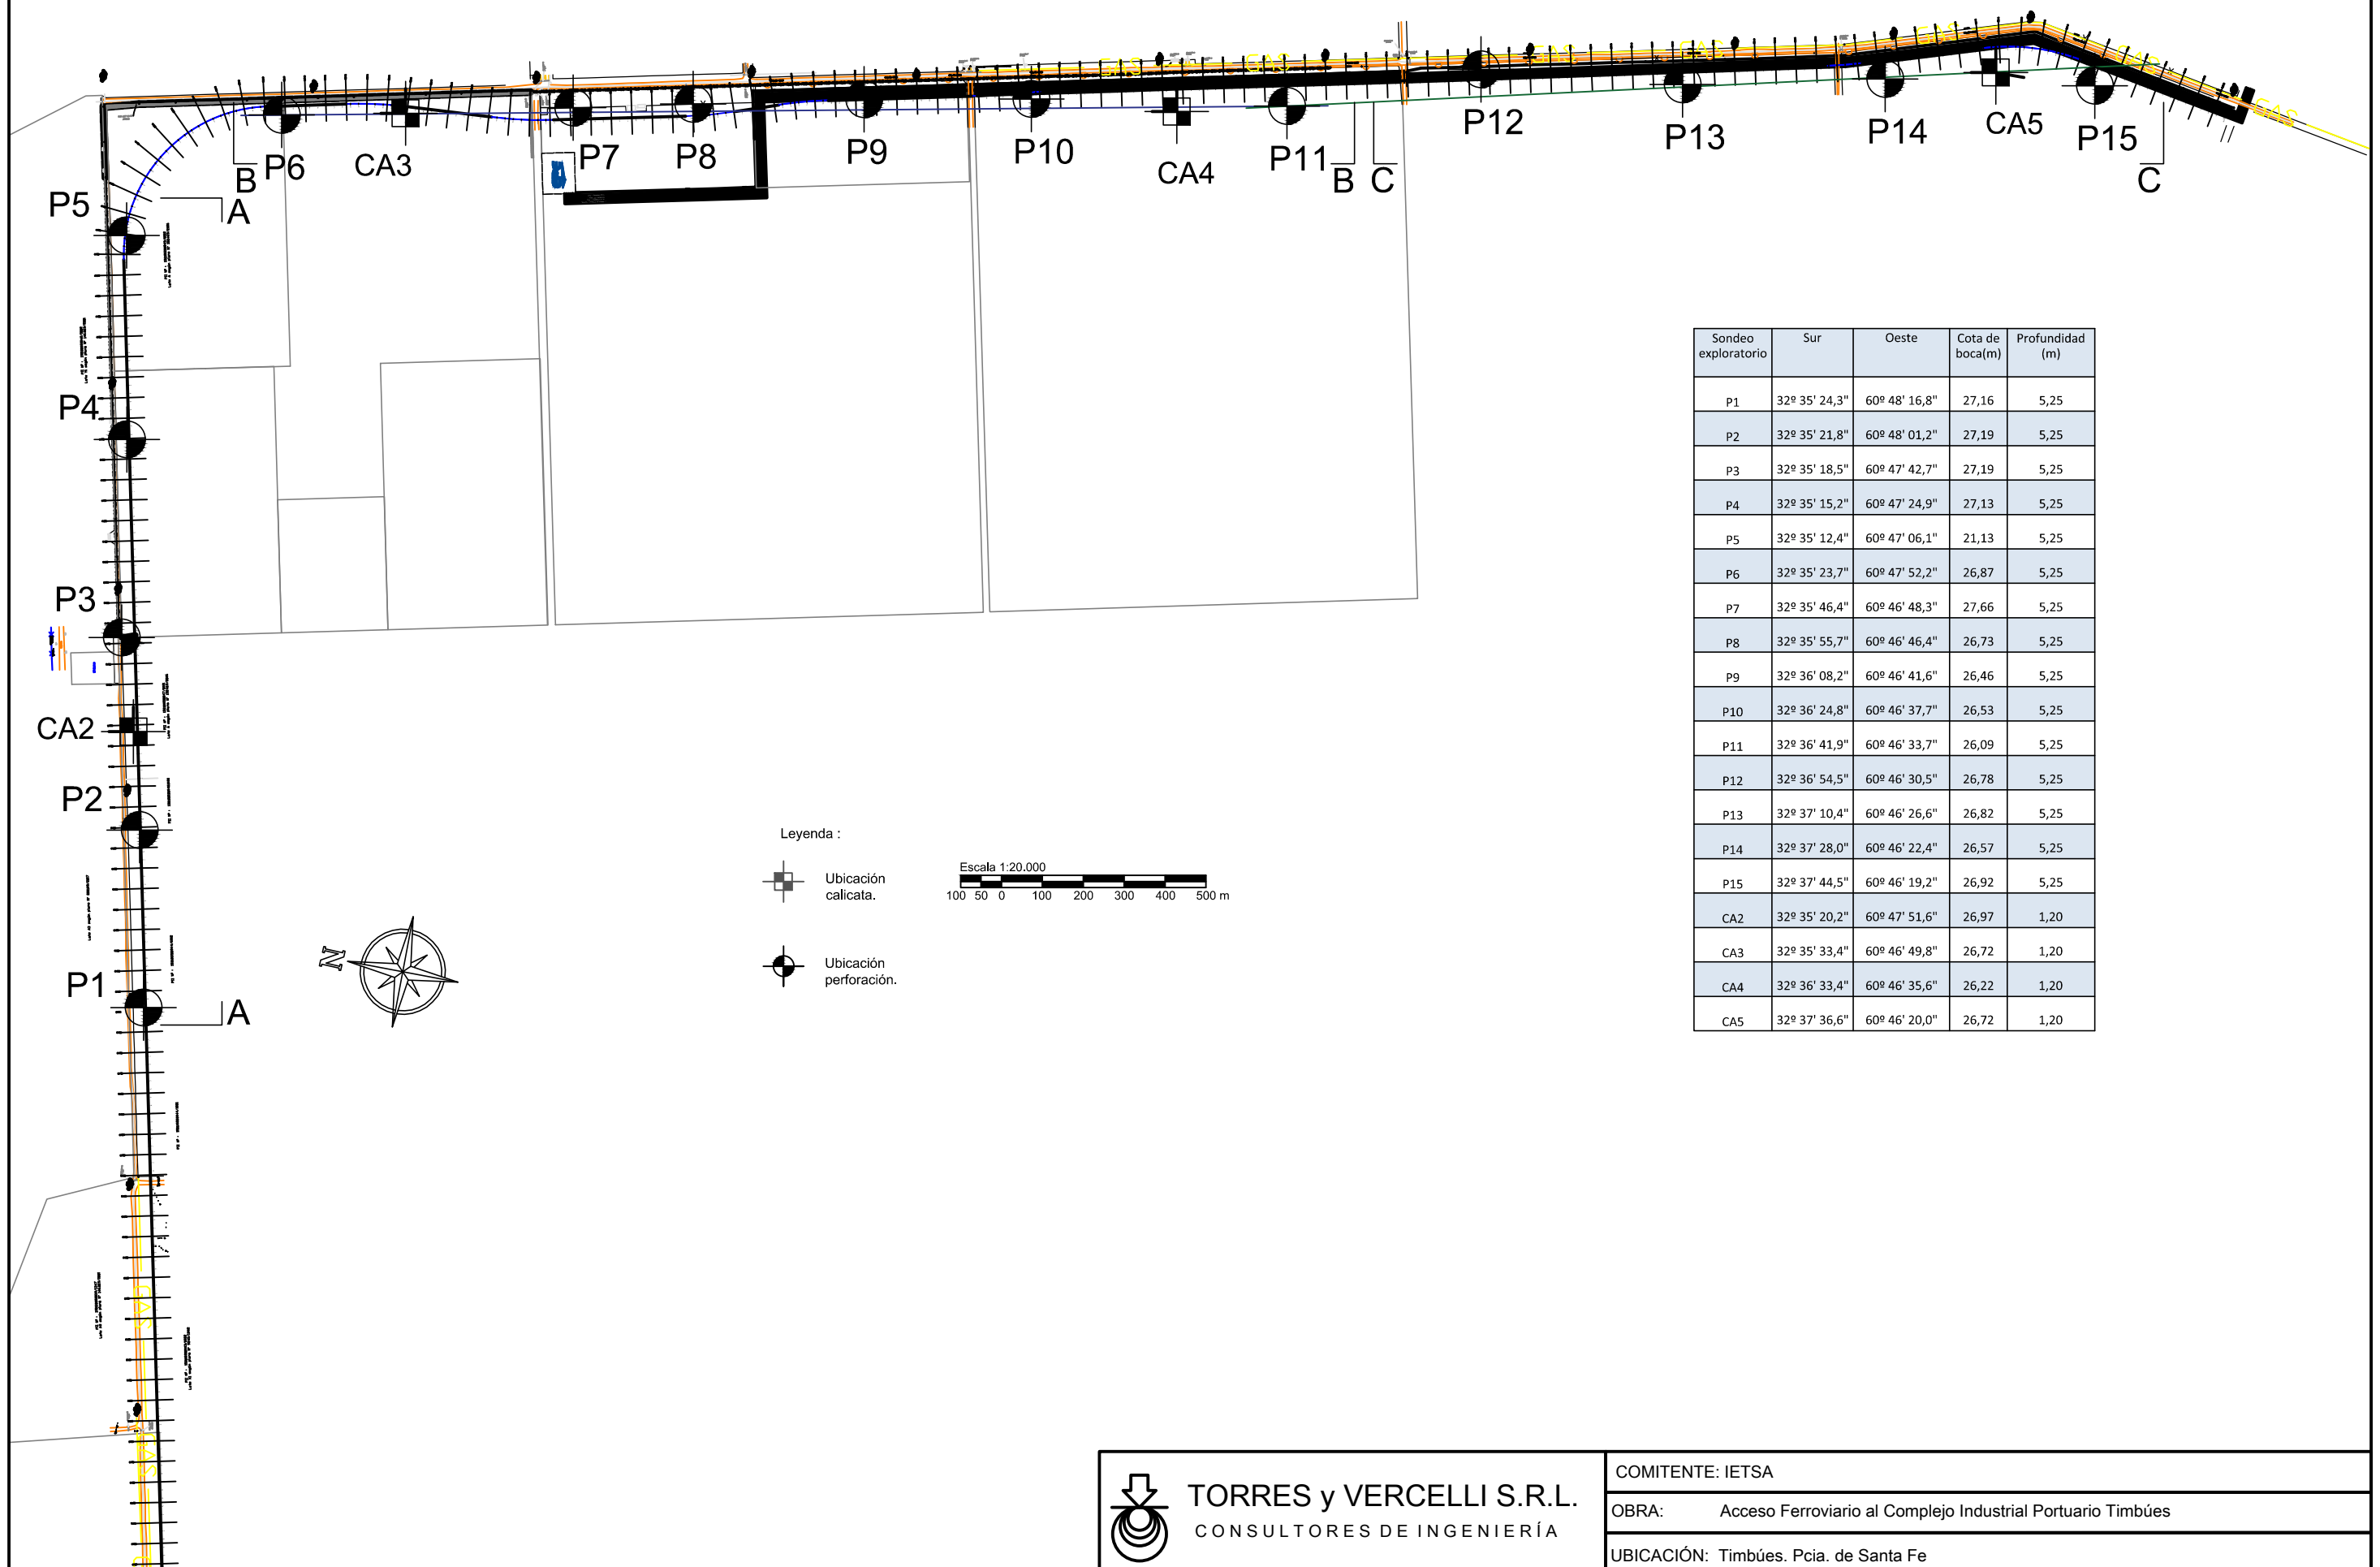 GAS GAS GAS GAS GAS GAS GAS
P5 B P6 CA3 P7 P8 P9 P10 CA4 P11 B C P12 P13 P14 CA5 P15 C
A
P4
P3
CA2
P2
P1
A
N
GAS
GAS
Leyenda :
Ubicación
calicata.
Escala 1:20.000
100 50 0 100 200 300 400 500 m
Ubicación
perforación.
Sondeo exploratorio Sur Oeste Cota de boca(m) Profundidad (m)
P1 32º 35' 24,3" 60º 48' 16,8" 27,16 5,25
P2 32º 35' 21,8" 60º 48' 01,2" 27,19 5,25
P3 32º 35' 18,5" 60º 47' 42,7" 27,19 5,25
P4 32º 35' 15,2" 60º 47' 24,9" 27,13 5,25
P5 32º 35' 12,4" 60º 47' 06,1" 21,13 5,25
P6 32º 35' 23,7" 60º 47' 52,2" 26,87 5,25
P7 32º 35' 46,4" 60º 46' 48,3" 27,66 5,25
P8 32º 35' 55,7" 60º 46' 46,4" 26,73 5,25
P9 32º 36' 08,2" 60º 46' 41,6" 26,46 5,25
P10 32º 36' 24,8" 60º 46' 37,7" 26,53 5,25
P11 32º 36' 41,9" 60º 46' 33,7" 26,09 5,25
P12 32º 36' 54,5" 60º 46' 30,5" 26,78 5,25
P13 32º 37' 10,4" 60º 46' 26,6" 26,82 5,25
P14 32º 37' 28,0" 60º 46' 22,4" 26,57 5,25
P15 32º 37' 44,5" 60º 46' 19,2" 26,92 5,25
CA2 32º 35' 20,2" 60º 47' 51,6" 26,97 1,20
CA3 32º 35' 33,4" 60º 46' 49,8" 26,72 1,20
CA4 32º 36' 33,4" 60º 46' 35,6" 26,22 1,20
CA5 32º 37' 36,6" 60º 46' 20,0" 26,72 1,20
TORRES y VERCELLI S.R.L.
CONSULTORES DE INGENIERÍA
COMITENTE: IETSA
OBRA: Acceso Ferroviario al Complejo Industrial Portuario Timbúes
UBICACIÓN: Timbúes. Pcia. de Santa Fe